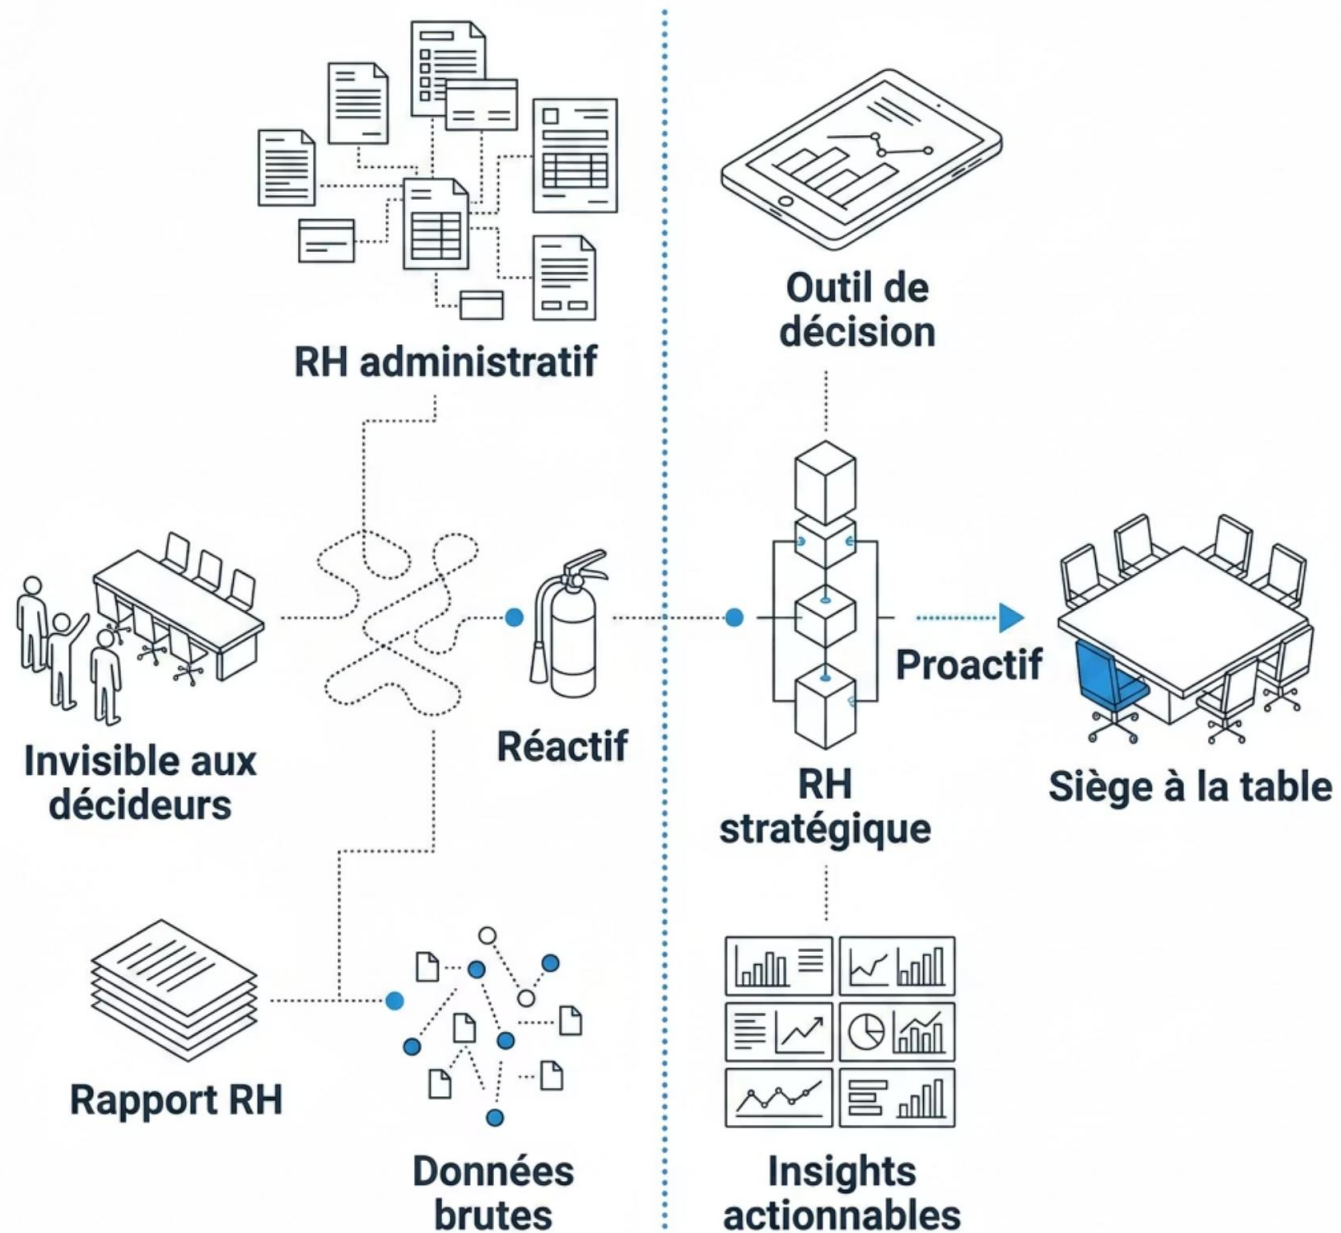 RH administratif
Invisible aux
décideurs
Réactif
Rapport RH
Données
brutes
Outil de
décision
Proactif
RH
stratégique
Siège à la table
Insights
actionnables